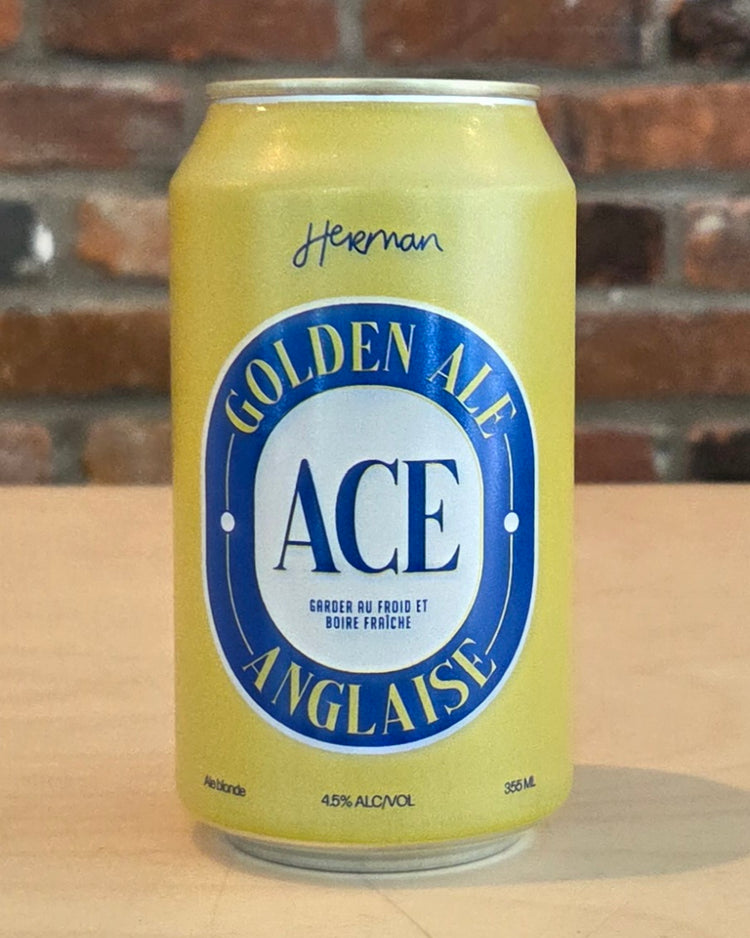 Herman
GOLDEN ALE
ACE
GARDER AU FROID ET
BOIRE FRAÎCHE
ANGLAISE
Ale blonde
4.5% ALC/VOL
355 ML